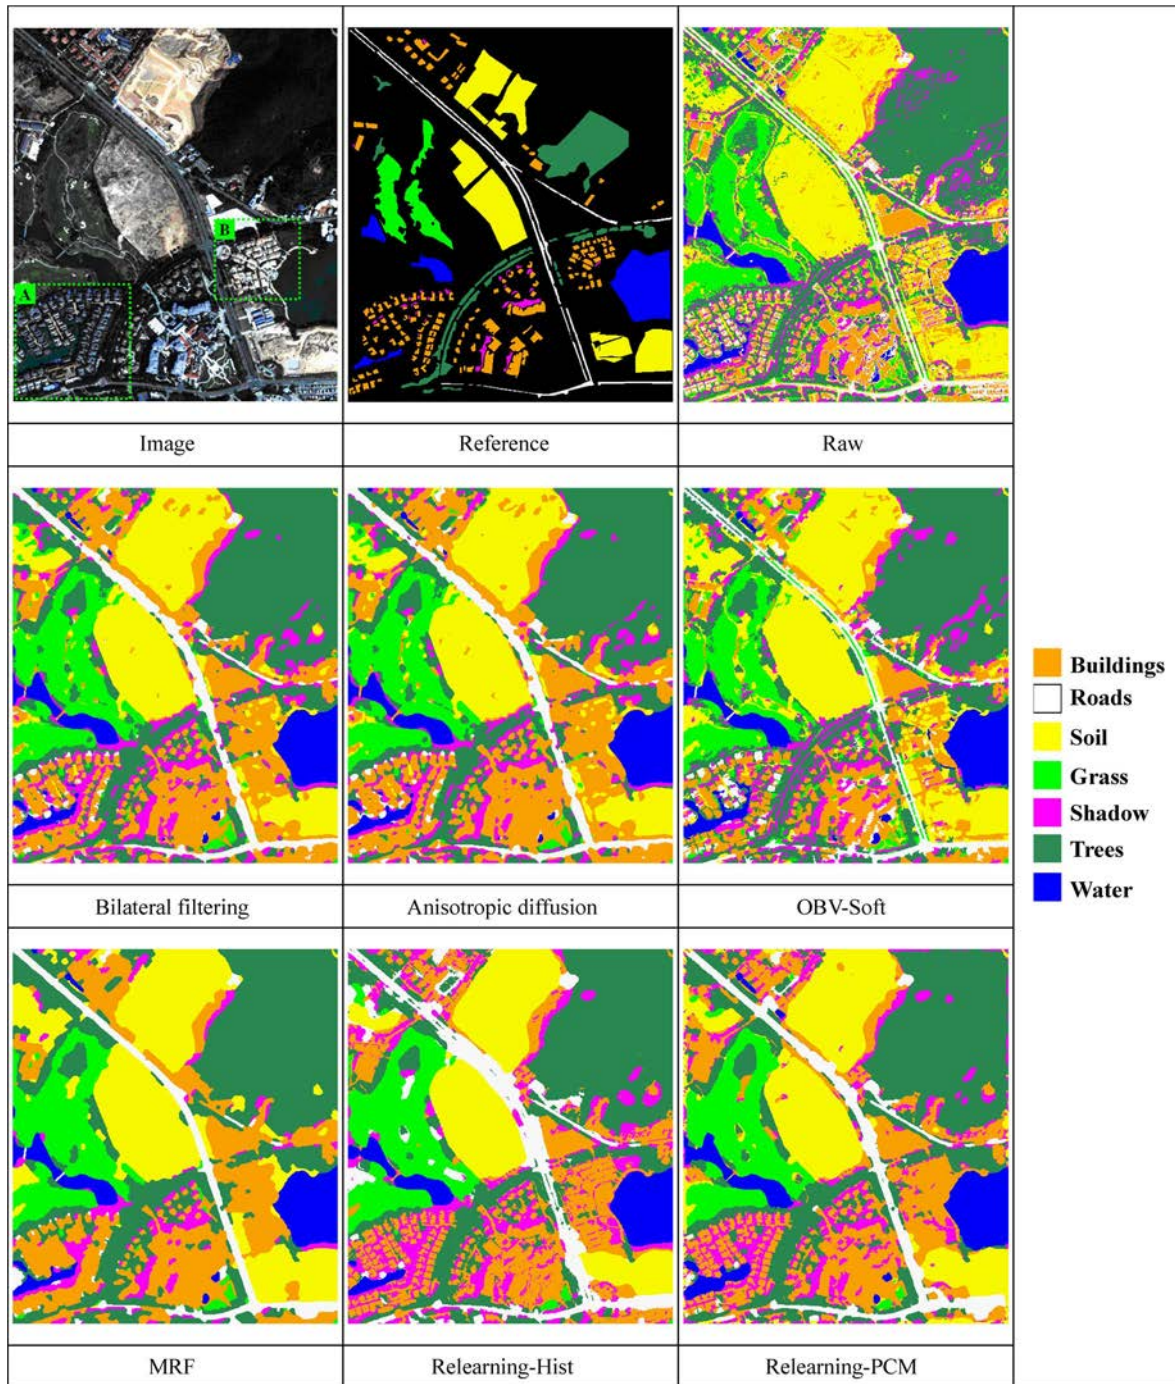 B
A
Image
Reference
Raw
Bilateral filtering
Anisotropic diffusion
OBV-Soft
Buildings
Roads
Soil
Grass
Shadow
Trees
Water
MRF
Relearning-Hist
Relearning-PCM